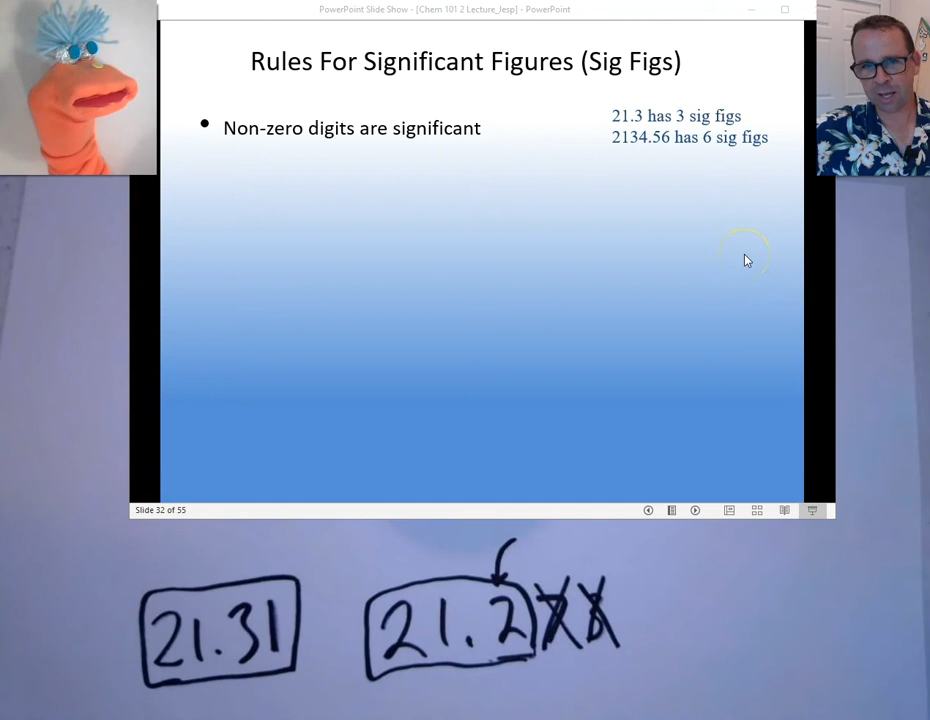 PowerPoint Slide Show - [Chem 101 2 Lecture_Jesp] - PowerPoint
Rules For Significant Figures (Sig Figs)
• Non-zero digits are significant
21.3 has 3 sig figs
2134.56 has 6 sig figs
Slide 32 of 55
21.31 21.2